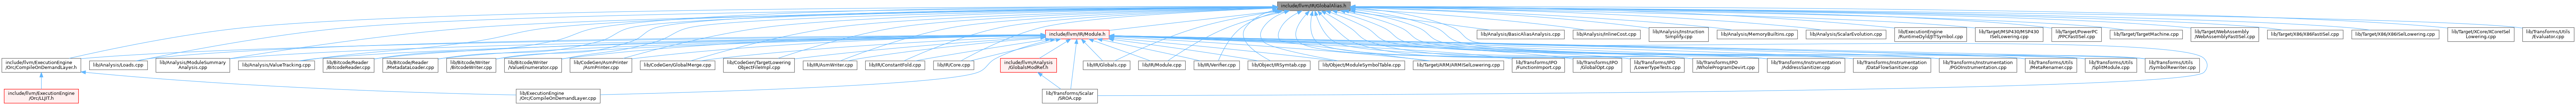 include/llvm/IR/GlobalAlias.h
include/llvm/IR/Module.h
lib/Analysis/BasicAliasAnalysis.cpp
lib/Analysis/InlineCost.cpp
lib/Analysis/Instruction
Simplify.cpp
lib/Analysis/MemoryBuiltins.cpp
lib/Analysis/ScalarEvolution.cpp
lib/ExecutionEngine
/RuntimeDyld/JITSymbol.cpp
lib/Target/MSP430/MSP430
ISelLowering.cpp
lib/Target/PowerPC
/PPCFastISel.cpp
lib/Target/TargetMachine.cpp
lib/Target/WebAssembly
/WebAssemblyFastISel.cpp
lib/Target/X86/X86FastISel.cpp
lib/Target/X86/X86ISelLowering.cpp
lib/Target/XCore/XCoreISel
Lowering.cpp
lib/Transforms/Utils
/Evaluator.cpp
include/llvm/ExecutionEngine
/Orc/CompileOnDemandLayer.h
lib/Analysis/Loads.cpp
lib/Analysis/ModuleSummary
Analysis.cpp
lib/Analysis/ValueTracking.cpp
lib/Bitcode/Reader
/BitcodeReader.cpp
lib/Bitcode/Reader
/MetadataLoader.cpp
lib/Bitcode/Writer
/BitcodeWriter.cpp
lib/Bitcode/Writer
/ValueEnumerator.cpp
lib/CodeGen/AsmPrinter
/AsmPrinter.cpp
lib/CodeGen/GlobalMerge.cpp
lib/CodeGen/TargetLowering
ObjectFileImpl.cpp
lib/IR/AsmWriter.cpp
lib/IR/ConstantFold.cpp
lib/IR/Core.cpp
include/llvm/Analysis
/GlobalsModRef.h
lib/IR/Globals.cpp
lib/IR/Module.cpp
lib/IR/Verifier.cpp
lib/Object/IRSymtab.cpp
lib/Object/ModuleSymbolTable.cpp
lib/Target/ARM/ARMISelLowering.cpp
lib/Transforms/IPO
/FunctionImport.cpp
lib/Transforms/IPO
/GlobalOpt.cpp
lib/Transforms/IPO
/LowerTypeTests.cpp
lib/Transforms/IPO
/WholeProgramDevirt.cpp
lib/Transforms/Instrumentation
/AddressSanitizer.cpp
lib/Transforms/Instrumentation
/DataFlowSanitizer.cpp
lib/Transforms/Instrumentation
/PGOInstrumentation.cpp
lib/Transforms/Utils
/MetaRenamer.cpp
lib/Transforms/Utils
/SplitModule.cpp
lib/Transforms/Utils
/SymbolRewriter.cpp
include/llvm/ExecutionEngine
/Orc/LLJIT.h
lib/ExecutionEngine
/Orc/CompileOnDemandLayer.cpp
lib/Transforms/Scalar
/SROA.cpp